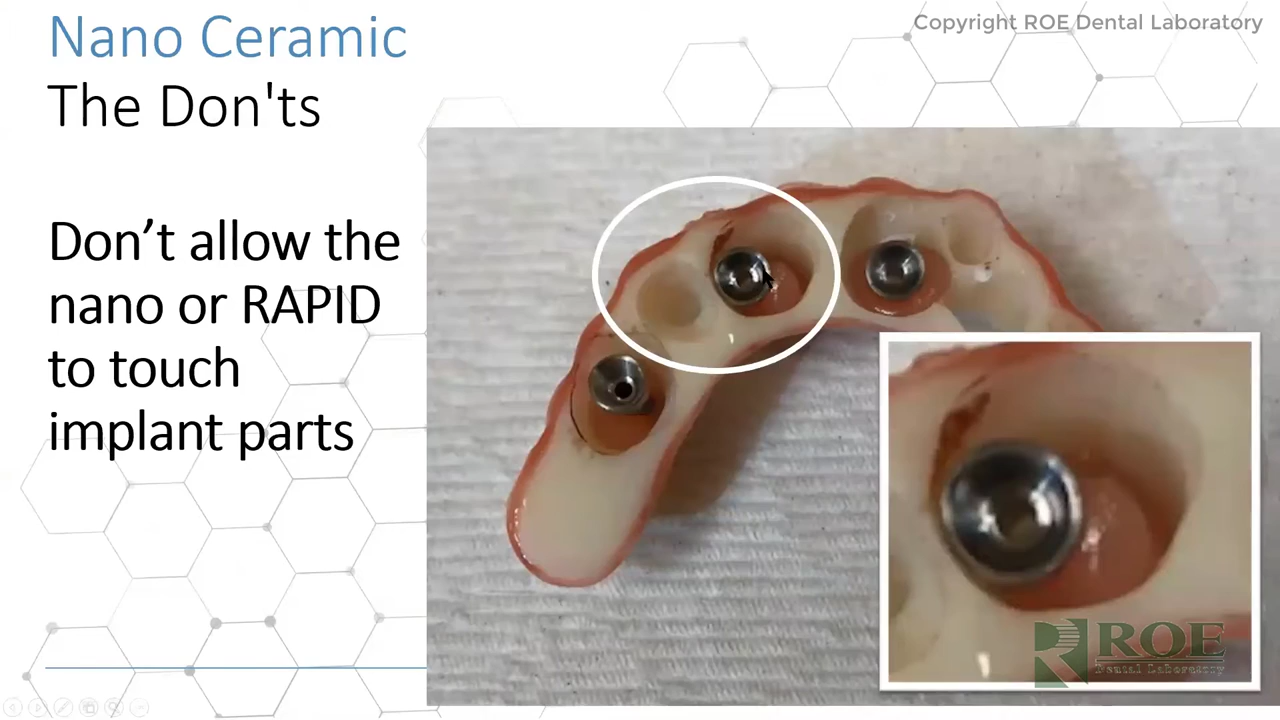 Nano Ceramic
Copyright ROE Dental Laboratory
The Don'ts
Don’t allow the
nano or RAPID
to touch
implant parts
ROE
Dental Laboratory